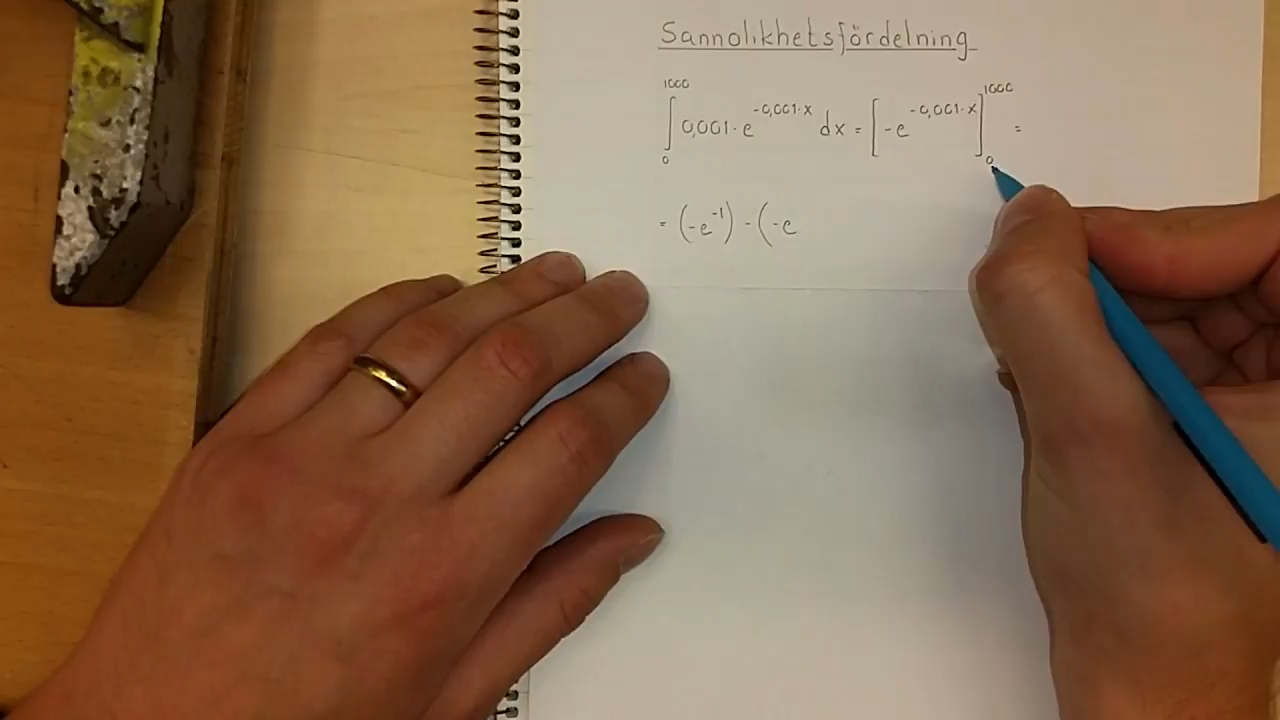 Sannolikhetsfördelning
∫₀¹⁰⁰⁰ 0,001·e^(-0,001·x) dx = [-e^(-0,001·x)]₀¹⁰⁰⁰ =
= (-e⁻¹) - (-e